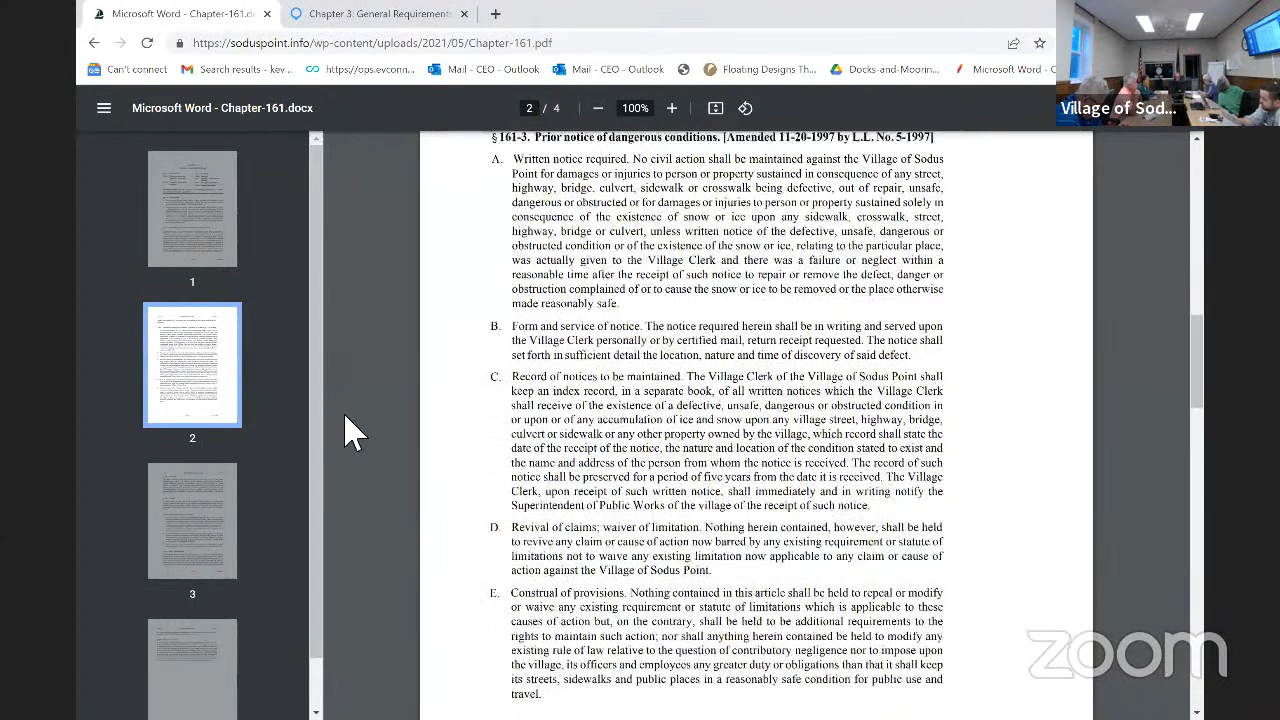 Microsoft Word - Chapter-161.d
Chapter 3: General Requirement
https://soduspoint.info/wp-content/uploads/2021/05/Chapter-161.pdf
Can't connect
Search results - kev...
Mail - CEO - Outlook
Mail - CEO - Outlook
Floating Design Th...
Docks-and-Moorin...
Microsoft Word - C
Microsoft Word - Chapter-161.docx
2 / 4
100%
Village of Sod...
1
2
3
§ 161-3. Prior notice of dangerous conditions. [Amended 11-20-1997 by L.L. No. 5-1997]
A. Written notice required. No civil action shall be maintained against the Village of Sodus
Point for damages or injuries to person or property sustained in consequence of any street,
highway, bridge, culvert, sidewalk or crosswalk being defective, out of repair, unsafe,
dangerous or obstructed or for damages or injuries to person or property sustained solely in
consequence of the existence of snow or ice upon any sidewalk, crosswalk, street,
highway, bridge or culvert, unless written notice of the defective, unsafe, dangerous or
obstructed condition or of the existence of the snow or ice, relating to the particular place,
was actually given to the Village Clerk and there was a failure or neglect within a
reasonable time after the receipt of such notice to repair or remove the defect, danger or
obstruction complained of or to cause the snow or ice to be removed or the place otherwise
made reasonably safe.
B. Form and service of notice. The notice required herein shall be in writing and served upon
the Village Clerk personally or by certified mail, return receipt requested. The notice shall
set forth in sufficient detail the location, nature and time of discovery of the defect.
C. Record of notices to be maintained. The Village Clerk of the Village of Sodus Point shall
keep an index record, in a separate book, of all written notices which the Village Clerk
shall receive of the existence of a defective, unsafe, dangerous or obstructed condition in
or upon or of any accumulation of ice and snow upon any village street, highway, bridge,
culvert or sidewalk or any other property owned by the village, which record shall state the
date of the receipt of the notice, the nature and location of the condition stated to exist and
the name and address of the person from whom the notice is received. The record of such
notice shall be preserved for a period of five years from the date it is received. The Village
Clerk, upon receipt of such written notice, shall immediately and in writing notify the
Superintendent of Public Works of the village of the receipt of such notice.
D. Revival of claims; waiver of limitation. Nothing herein contained, however, shall be held
to revive any claim or cause of action now barred by any existing requirement or statute of
limitations not to waive any existing limitation now applicable to any claim or cause of
action against the Village of Sodus Point.
E. Construal of provisions. Nothing contained in this article shall be held to repeal or modify
or waive any existing requirement or statute of limitations which is applicable to these
causes of action but, on the contrary, shall be held to be additional requirements to the
right to maintain such action, nor shall anything herein contained be held to modify any
existing rule of law relative to the question of contributory negligence nor to impose upon
the village, its officers and employees any greater duty or obligations than that it shall keep
its streets, sidewalks and public places in a reasonably safe condition for public use and
travel.
zoom